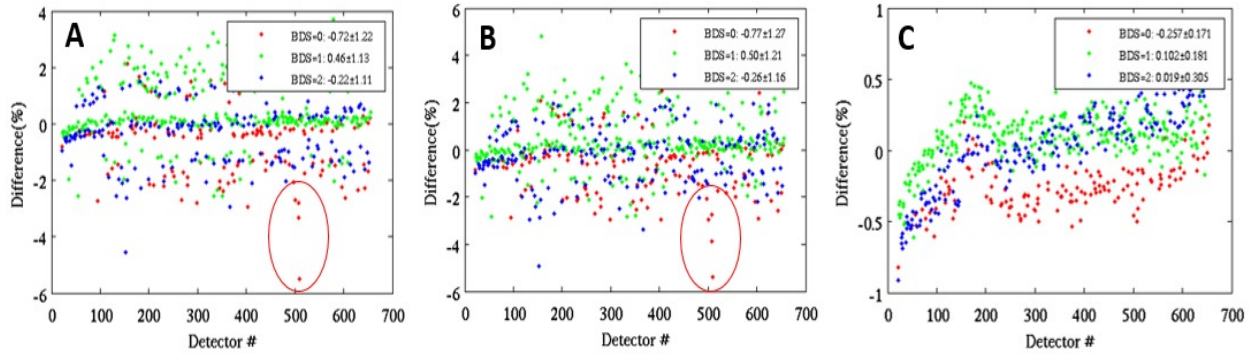 A
BDS=0: -0.72±1.22
BDS=1: 0.46±1.13
BDS=2: -0.22±1.11
Difference(%)
4
2
0
-2
-4
-6
0 100 200 300 400 500 600 700
Detector #
B
BDS=0: -0.77±1.27
BDS=1: 0.50±1.21
BDS=2: -0.26±1.16
Difference(%)
6
4
2
0
-2
-4
-6
0 100 200 300 400 500 600 700
Detector #
C
BDS=0: -0.257±0.171
BDS=1: 0.102±0.181
BDS=2: 0.019±0.305
Difference(%)
1
0.5
0
-0.5
-1
0 100 200 300 400 500 600 700
Detector #